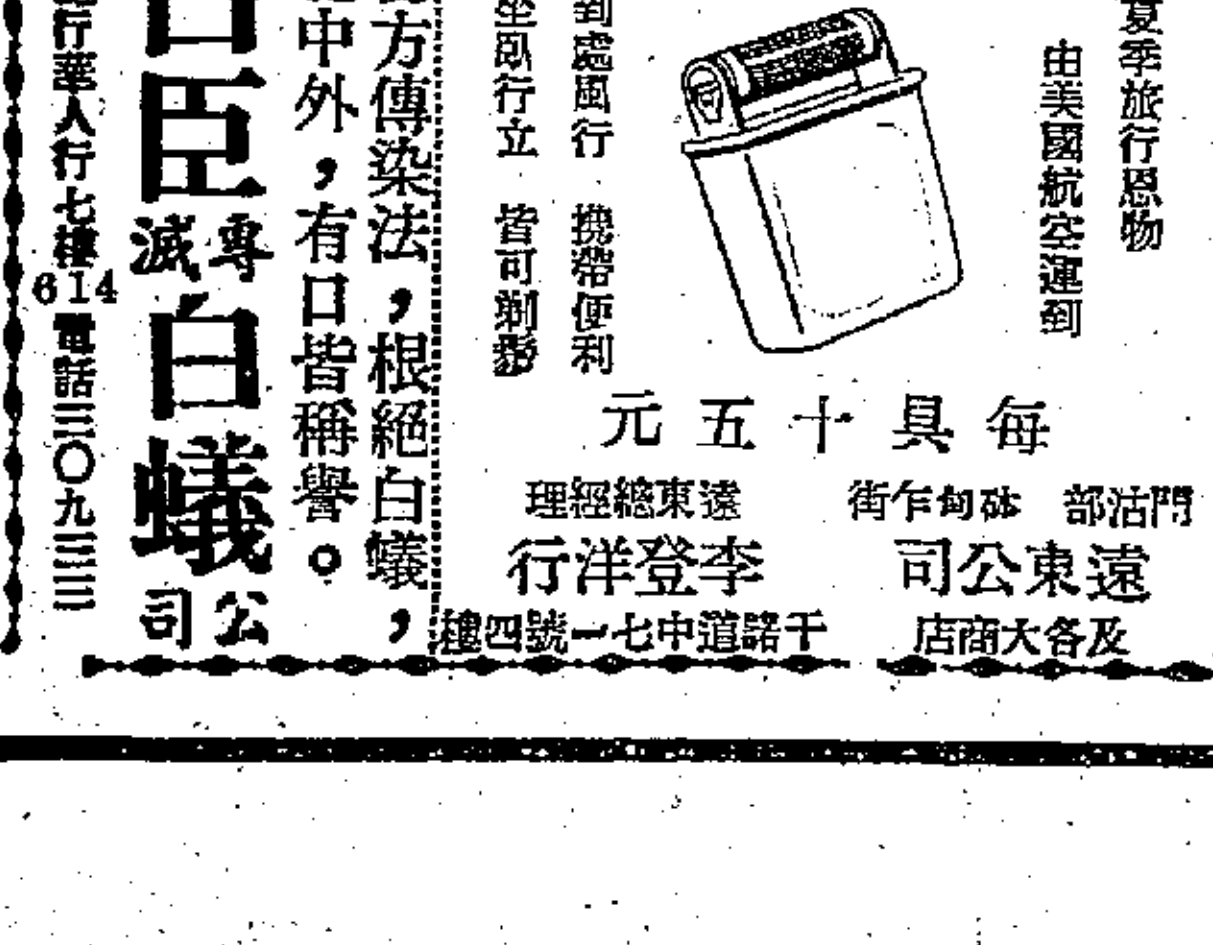 夏季旅行恩物
由美國航空運到
到處風行 携帶便利
坐臥行立 皆可剃鬍
每具十五元
門沽部 砵甸乍街
遠東公司
及各大商店
遠東總經理
李登洋行
干諾道中七一號四樓
方傳染法，根絕白蟻，
中外，有口皆稱譽。
臣專滅白蟻公司
行華人行七樓614電話三〇九三三